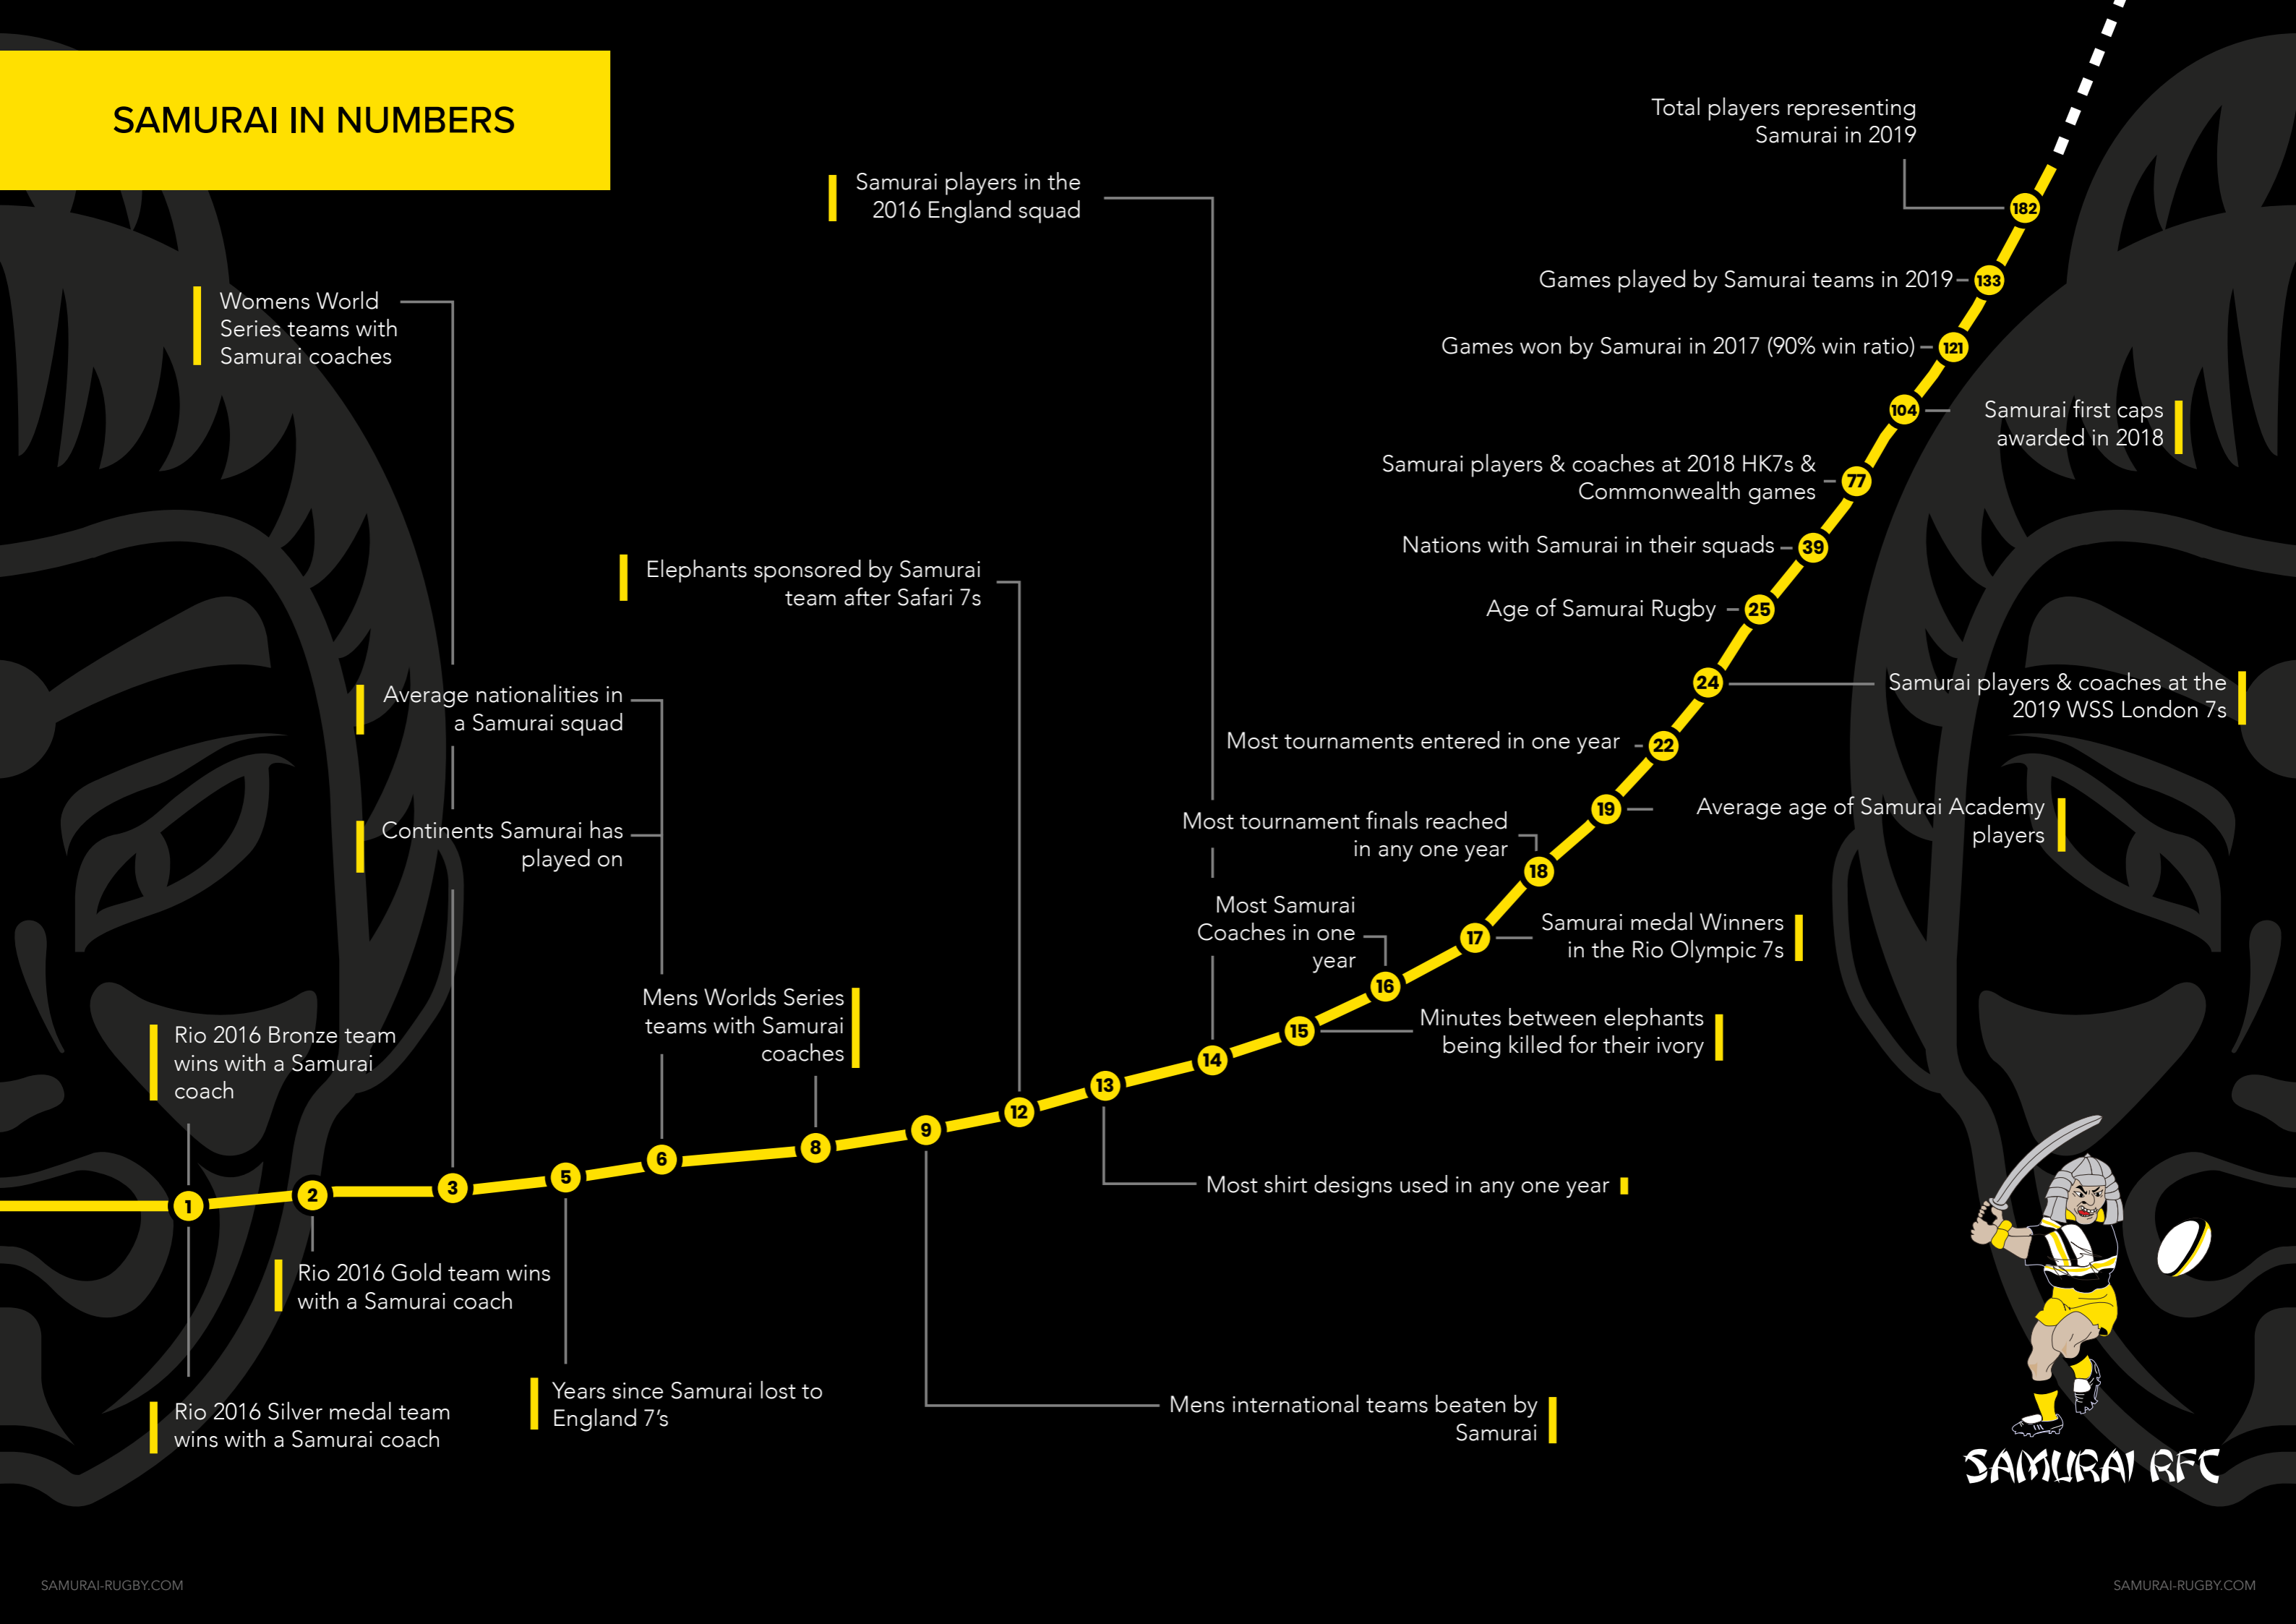 SAMURAI IN NUMBERS
Total players representing
Samurai in 2019
182
Samurai players in the
2016 England squad
Games played by Samurai teams in 2019
133
Womens World
Series teams with
Samurai coaches
Games won by Samurai in 2017 (90% win ratio)
121
104
Samurai first caps
awarded in 2018
Samurai players & coaches at 2018 HK7s &
Commonwealth games
77
Nations with Samurai in their squads
39
Elephants sponsored by Samurai
team after Safari 7s
Age of Samurai Rugby
25
24
Samurai players & coaches at the
2019 WSS London 7s
Average nationalities in
a Samurai squad
Most tournaments entered in one year
22
19
Average age of Samurai Academy
players
Continents Samurai has
played on
Most tournament finals reached
in any one year
18
Most Samurai
Coaches in one
year
16
17
Samurai medal Winners
in the Rio Olympic 7s
Mens Worlds Series
teams with Samurai
coaches
15
Minutes between elephants
being killed for their ivory
Rio 2016 Bronze team
wins with a Samurai
coach
14
13
12
9
8
6
5
3
2
1
Most shirt designs used in any one year
Rio 2016 Gold team wins
with a Samurai coach
Years since Samurai lost to
England 7’s
Mens international teams beaten by
Samurai
Rio 2016 Silver medal team
wins with a Samurai coach
SAMURAI RFC
SAMURAI-RUGBY.COM
SAMURAI-RUGBY.COM